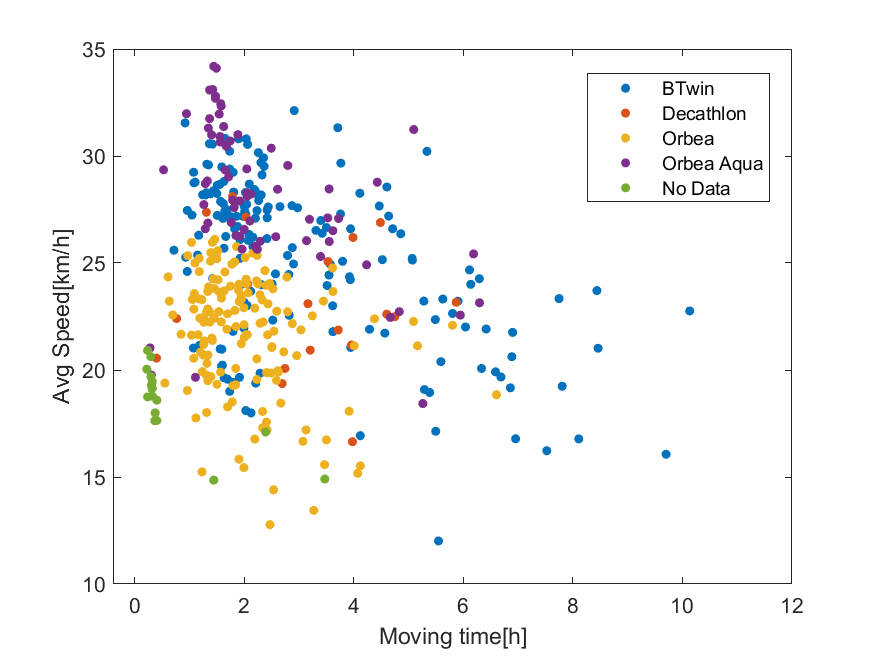 35
30
25
20
15
10
Avg Speed[km/h]
BTwin
Decathlon
Orbea
Orbea Aqua
No Data
0 2 4 6 8 10 12
Moving time[h]